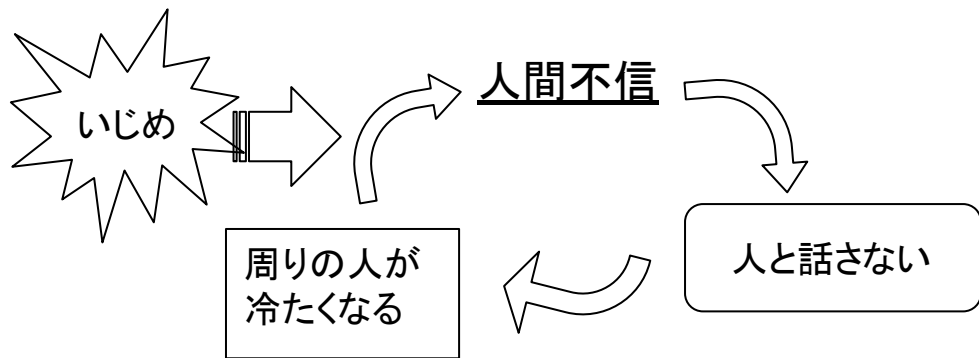 いじめ
人間不信
人と話さない
周りの人が
冷たくなる